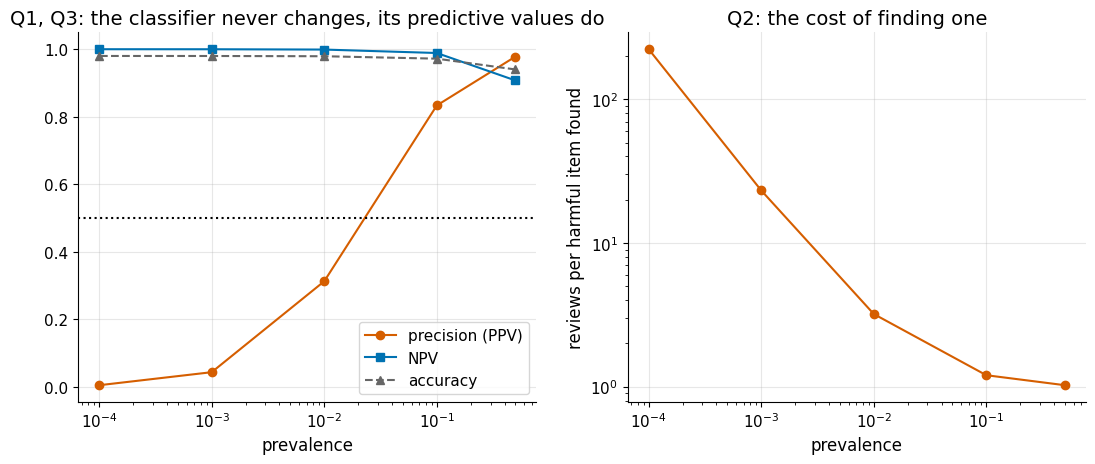 Q1, Q3: the classifier never changes, its predictive values do
1.0
0.8
0.6
0.4
0.2
0.0
precision (PPV)
NPV
accuracy
10⁻⁴
10⁻³
10⁻²
10⁻¹
prevalence
Q2: the cost of finding one
reviews per harmful item found
10²
10¹
10⁰
10⁻⁴
10⁻³
10⁻²
10⁻¹
prevalence